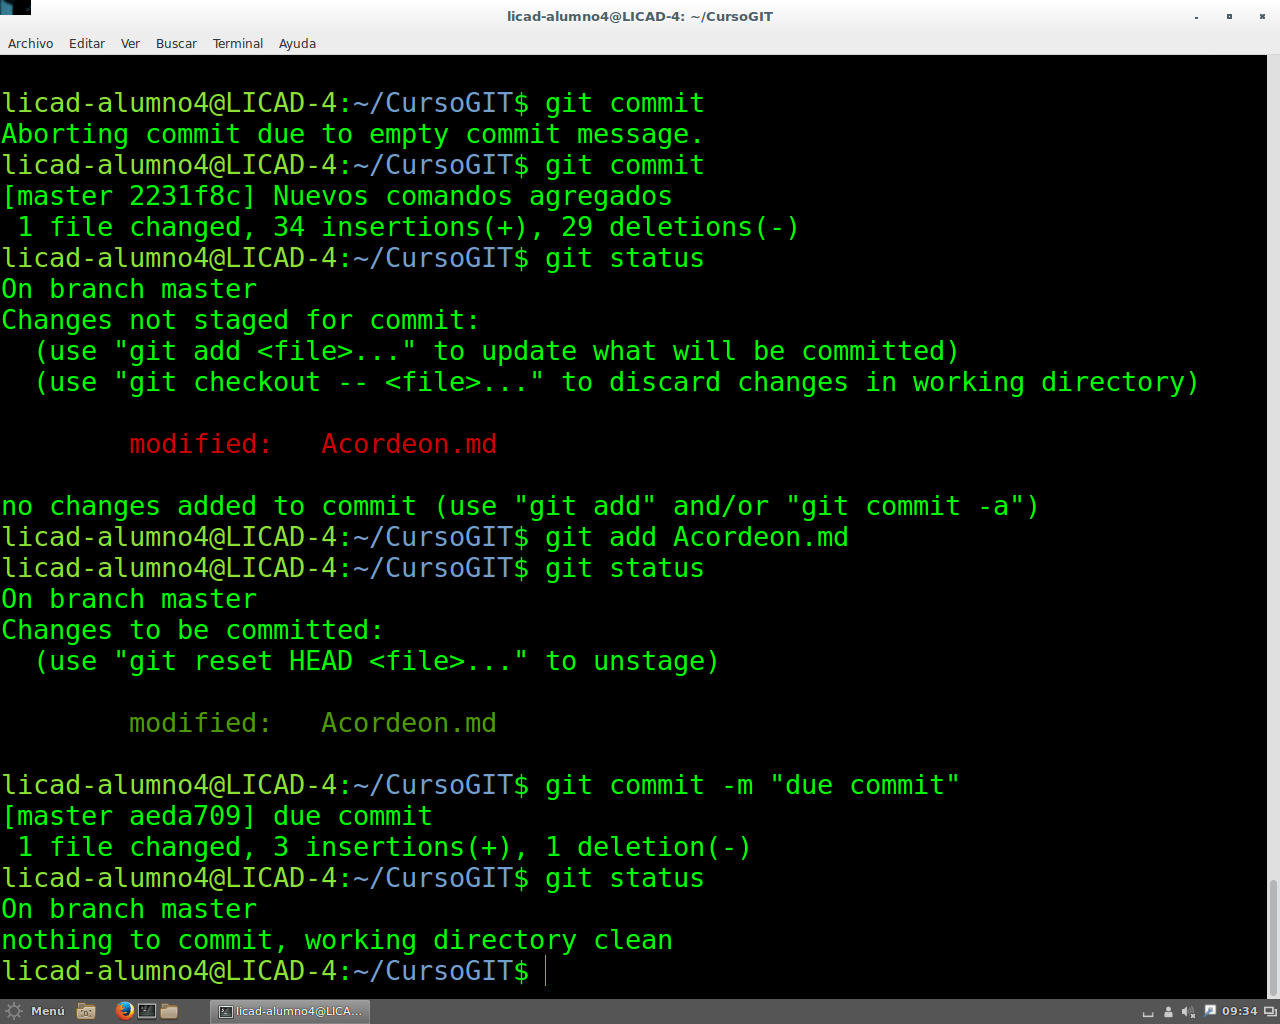 licad-alumno4@LICAD-4: ~/CursoGIT
Archivo Editar Ver Buscar Terminal Ayuda
licad-alumno4@LICAD-4:~/CursoGIT$ git commit
Aborting commit due to empty commit message.
licad-alumno4@LICAD-4:~/CursoGIT$ git commit
[master 2231f8c] Nuevos comandos agregados
 1 file changed, 34 insertions(+), 29 deletions(-)
licad-alumno4@LICAD-4:~/CursoGIT$ git status
On branch master
Changes not staged for commit:
  (use "git add <file>..." to update what will be committed)
  (use "git checkout -- <file>..." to discard changes in working directory)
        modified:   Acordeon.md
no changes added to commit (use "git add" and/or "git commit -a")
licad-alumno4@LICAD-4:~/CursoGIT$ git add Acordeon.md
licad-alumno4@LICAD-4:~/CursoGIT$ git status
On branch master
Changes to be committed:
  (use "git reset HEAD <file>..." to unstage)
        modified:   Acordeon.md
licad-alumno4@LICAD-4:~/CursoGIT$ git commit -m "due commit"
[master aeda709] due commit
 1 file changed, 3 insertions(+), 1 deletion(-)
licad-alumno4@LICAD-4:~/CursoGIT$ git status
On branch master
nothing to commit, working directory clean
licad-alumno4@LICAD-4:~/CursoGIT$
Menú licad-alumno4@LICA... 09:34